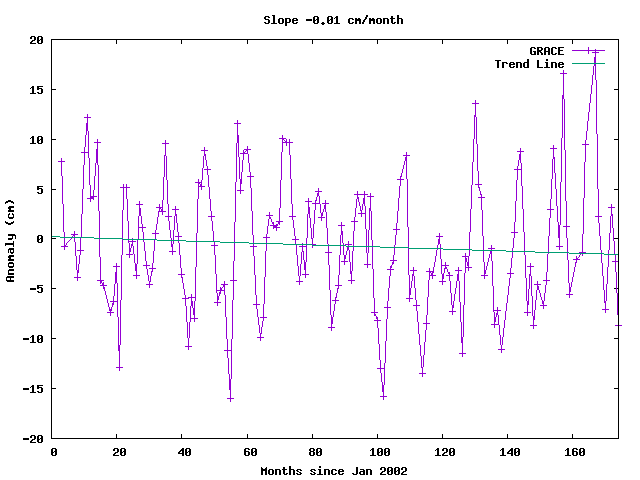 Slope -0.01 cm/month
GRACE
Trend Line
20
15
10
5
0
-5
-10
-15
-20
Anomaly (cm)
0 20 40 60 80 100 120 140 160
Months since Jan 2002